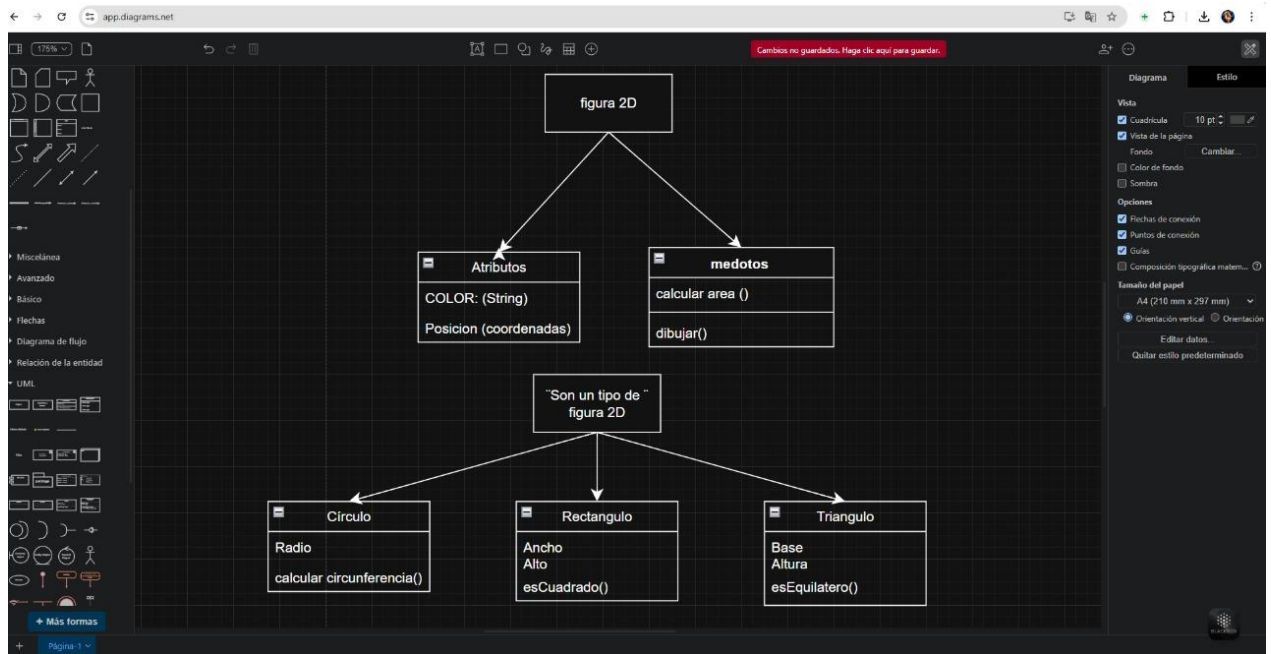 app.diagrams.net
175%
Cambios no guardados. Haga clic aquí para guardar.
Misceláneа
Avanzado
Básico
Flechas
Diagrama de flujo
Relación de la entidad
UML
+ Más formas
Página-1
figura 2D
Atributos
COLOR: (String)
Posicion (coordenadas)
medotos
calcular area ()
dibujar()
¨Son un tipo de ¨
figura 2D
Círculo
Radio
calcular circunferencia()
Rectangulo
Ancho
Alto
esCuadrado()
Triangulo
Base
Altura
esEquilatero()
Diagrama
Estilo
Vista
Cuadrícula
10 pt
Vista de la página
Fondo
Cambiar...
Color de fondo
Sombra
Opciones
Flechas de conexión
Puntos de conexión
Guías
Composición tipográfica matem...
Tamaño del papel
A4 (210 mm x 297 mm)
Orientación vertical
Orientación
Editar datos...
Quitar estilo predeterminado